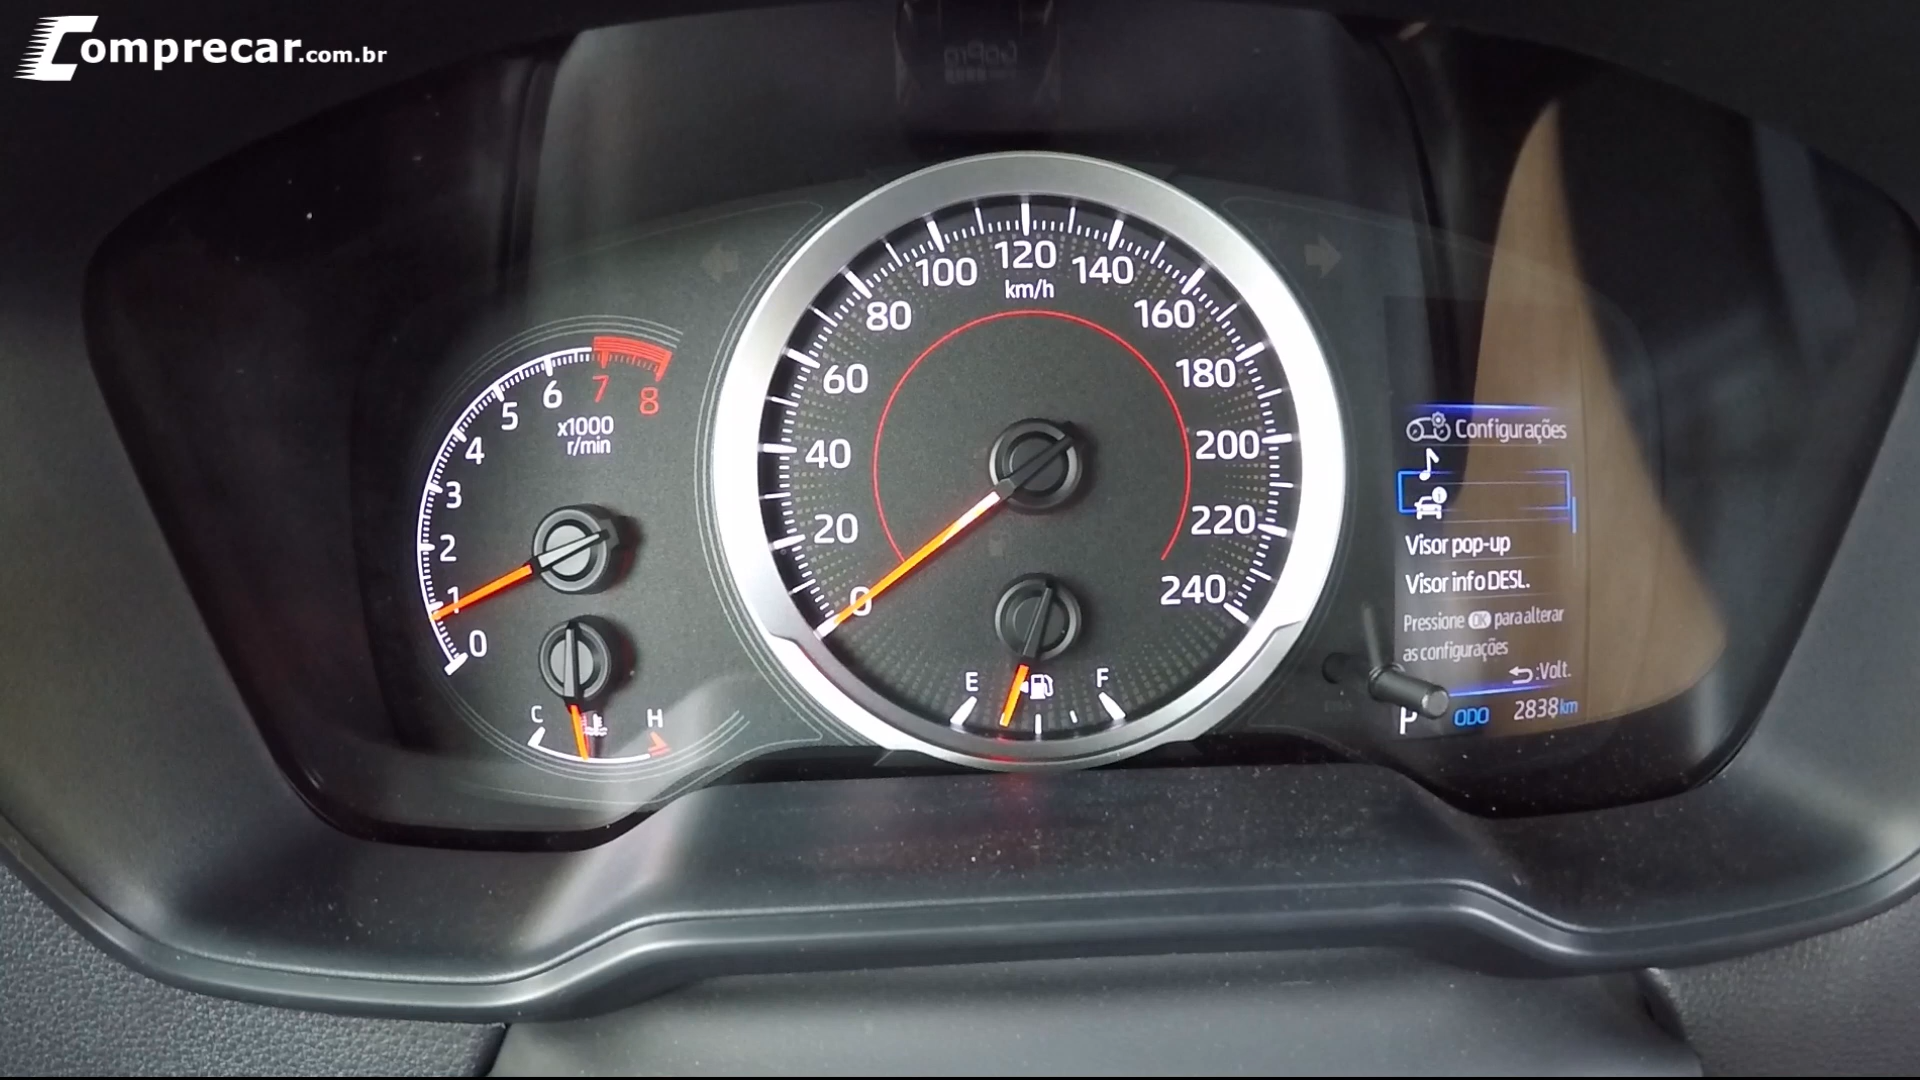 Comprecar.com.br
GoPro
0 1 2 3 4 5 6 7 8
x1000
r/min
C H
0 20 40 60 80 100 120 140 160 180 200 220 240
km/h
E F
Configurações
Visor pop-up
Visor info DESL.
Pressione OK para alterar
as configurações
:Volt.
P ODO 2838 km